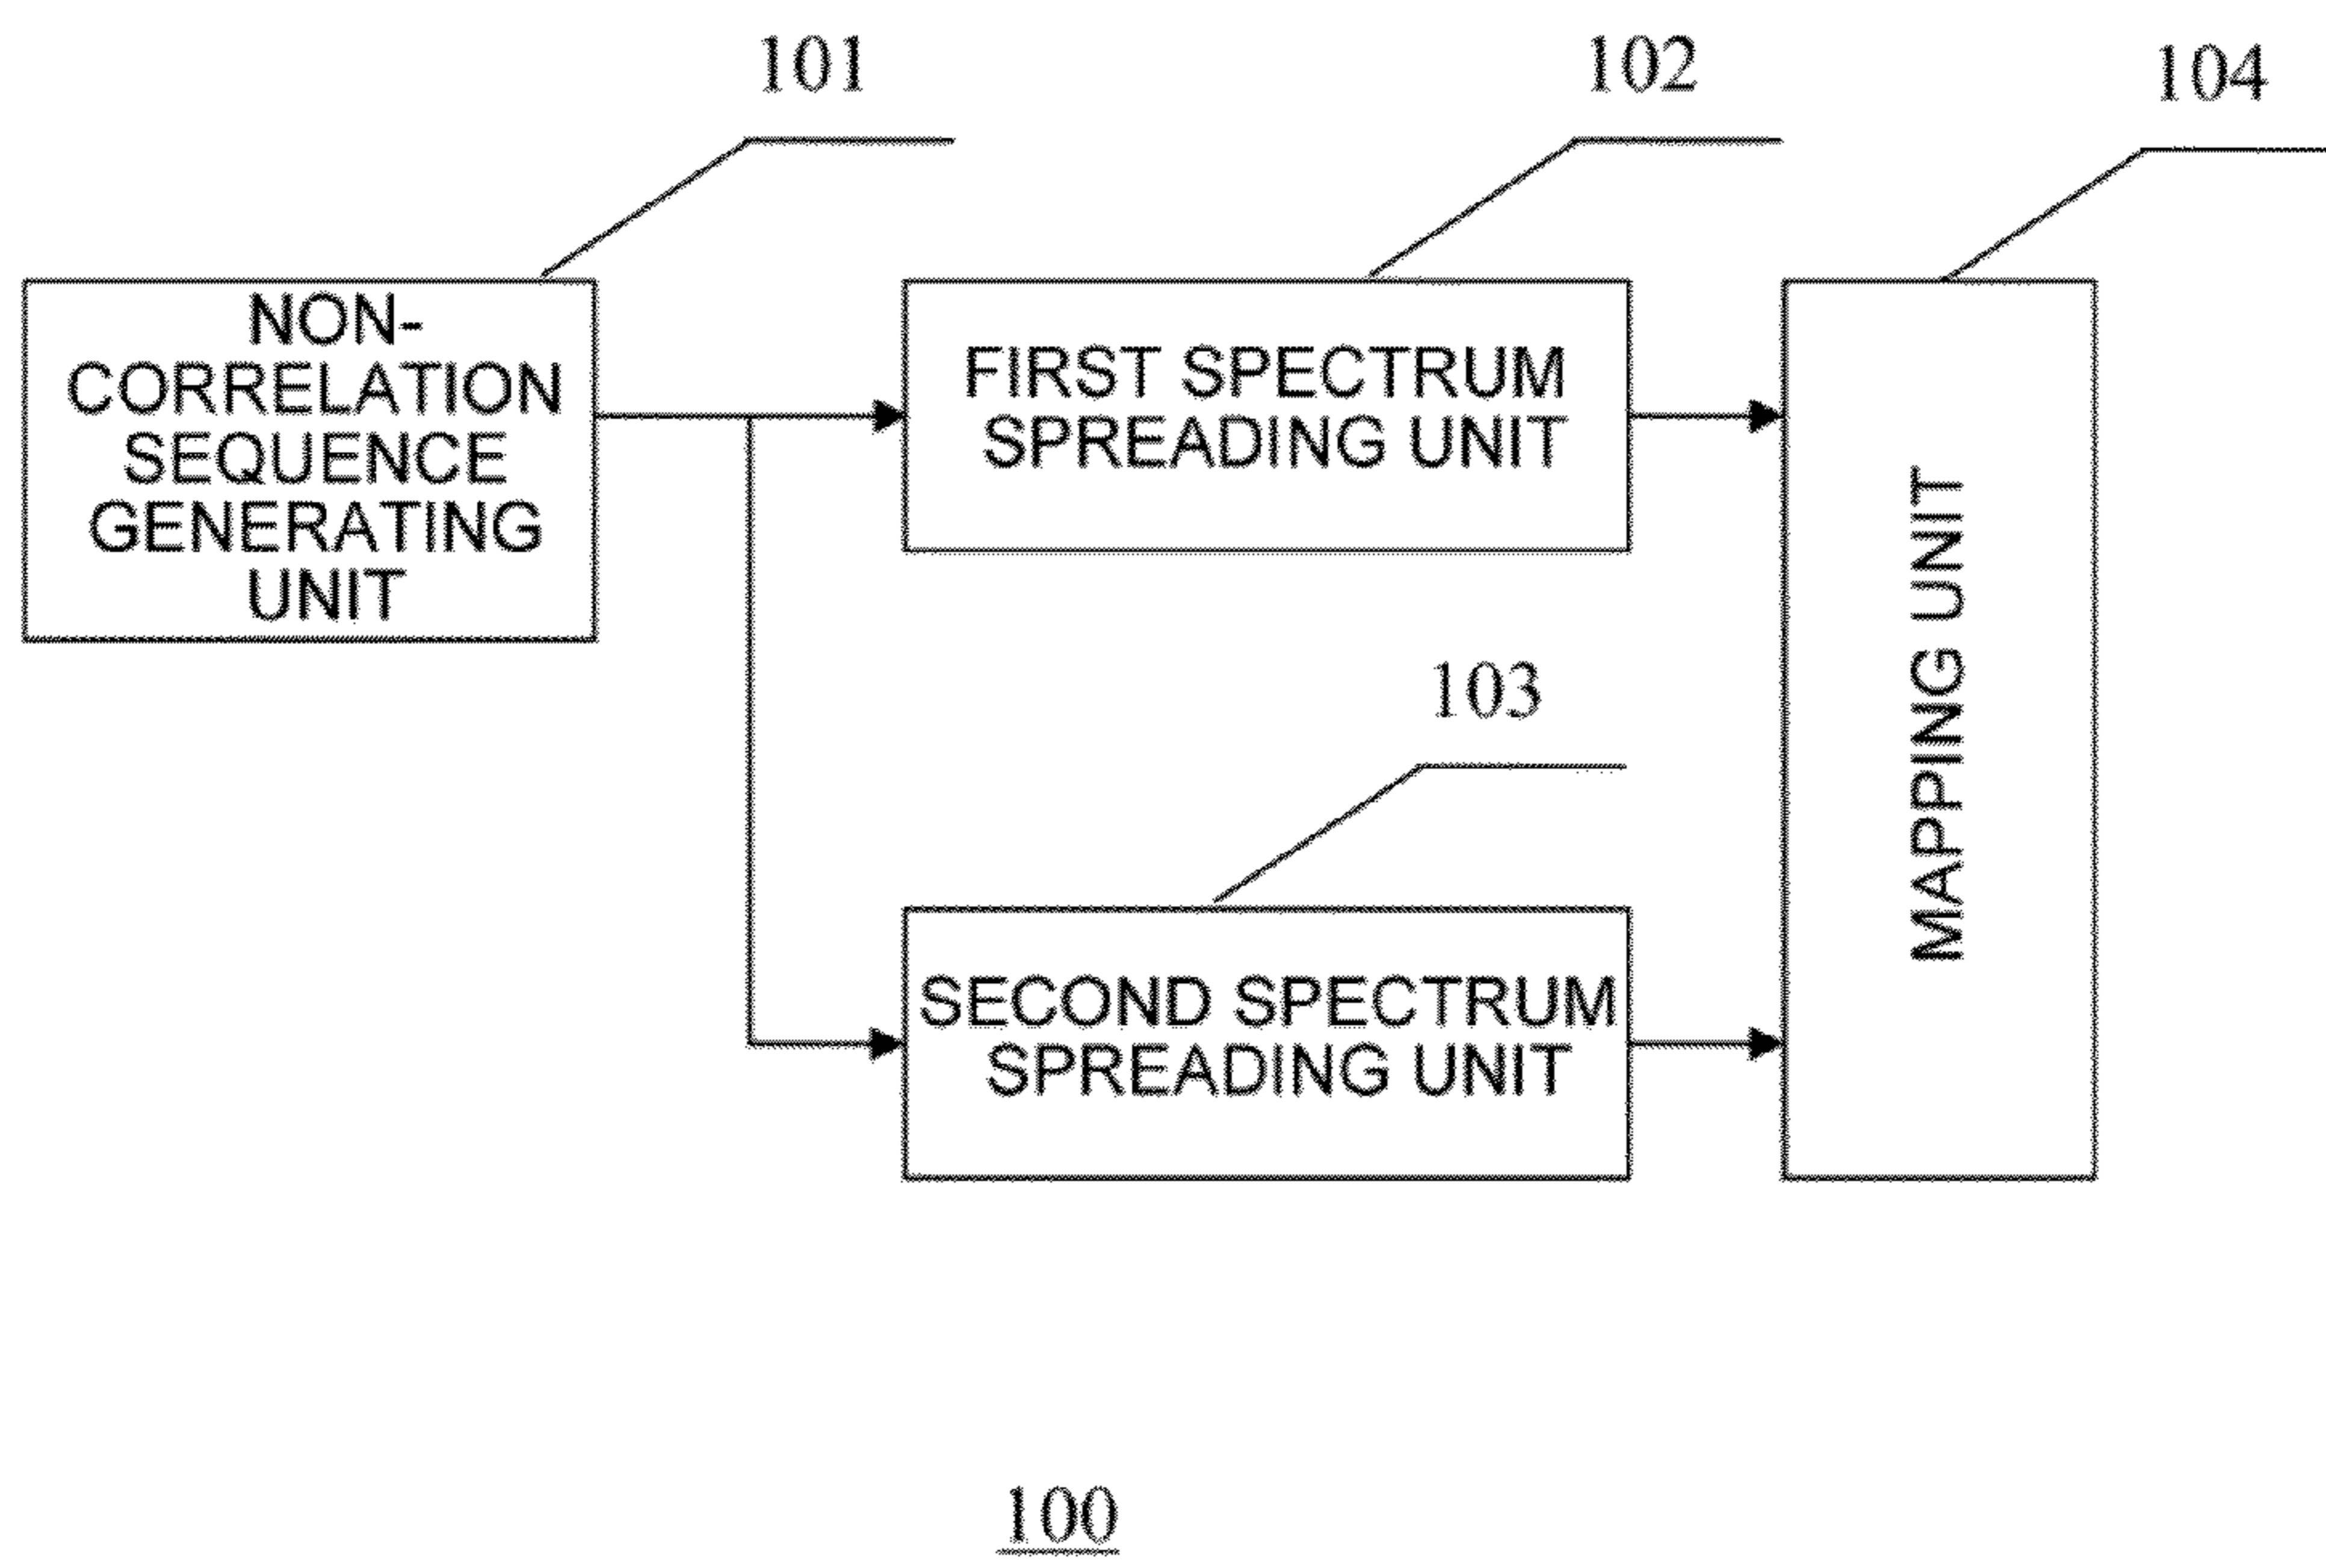 101
102
104
NON-
CORRELATION
SEQUENCE
GENERATING
UNIT
FIRST SPECTRUM
SPREADING UNIT
MAPPING UNIT
103
SECOND SPECTRUM
SPREADING UNIT
100